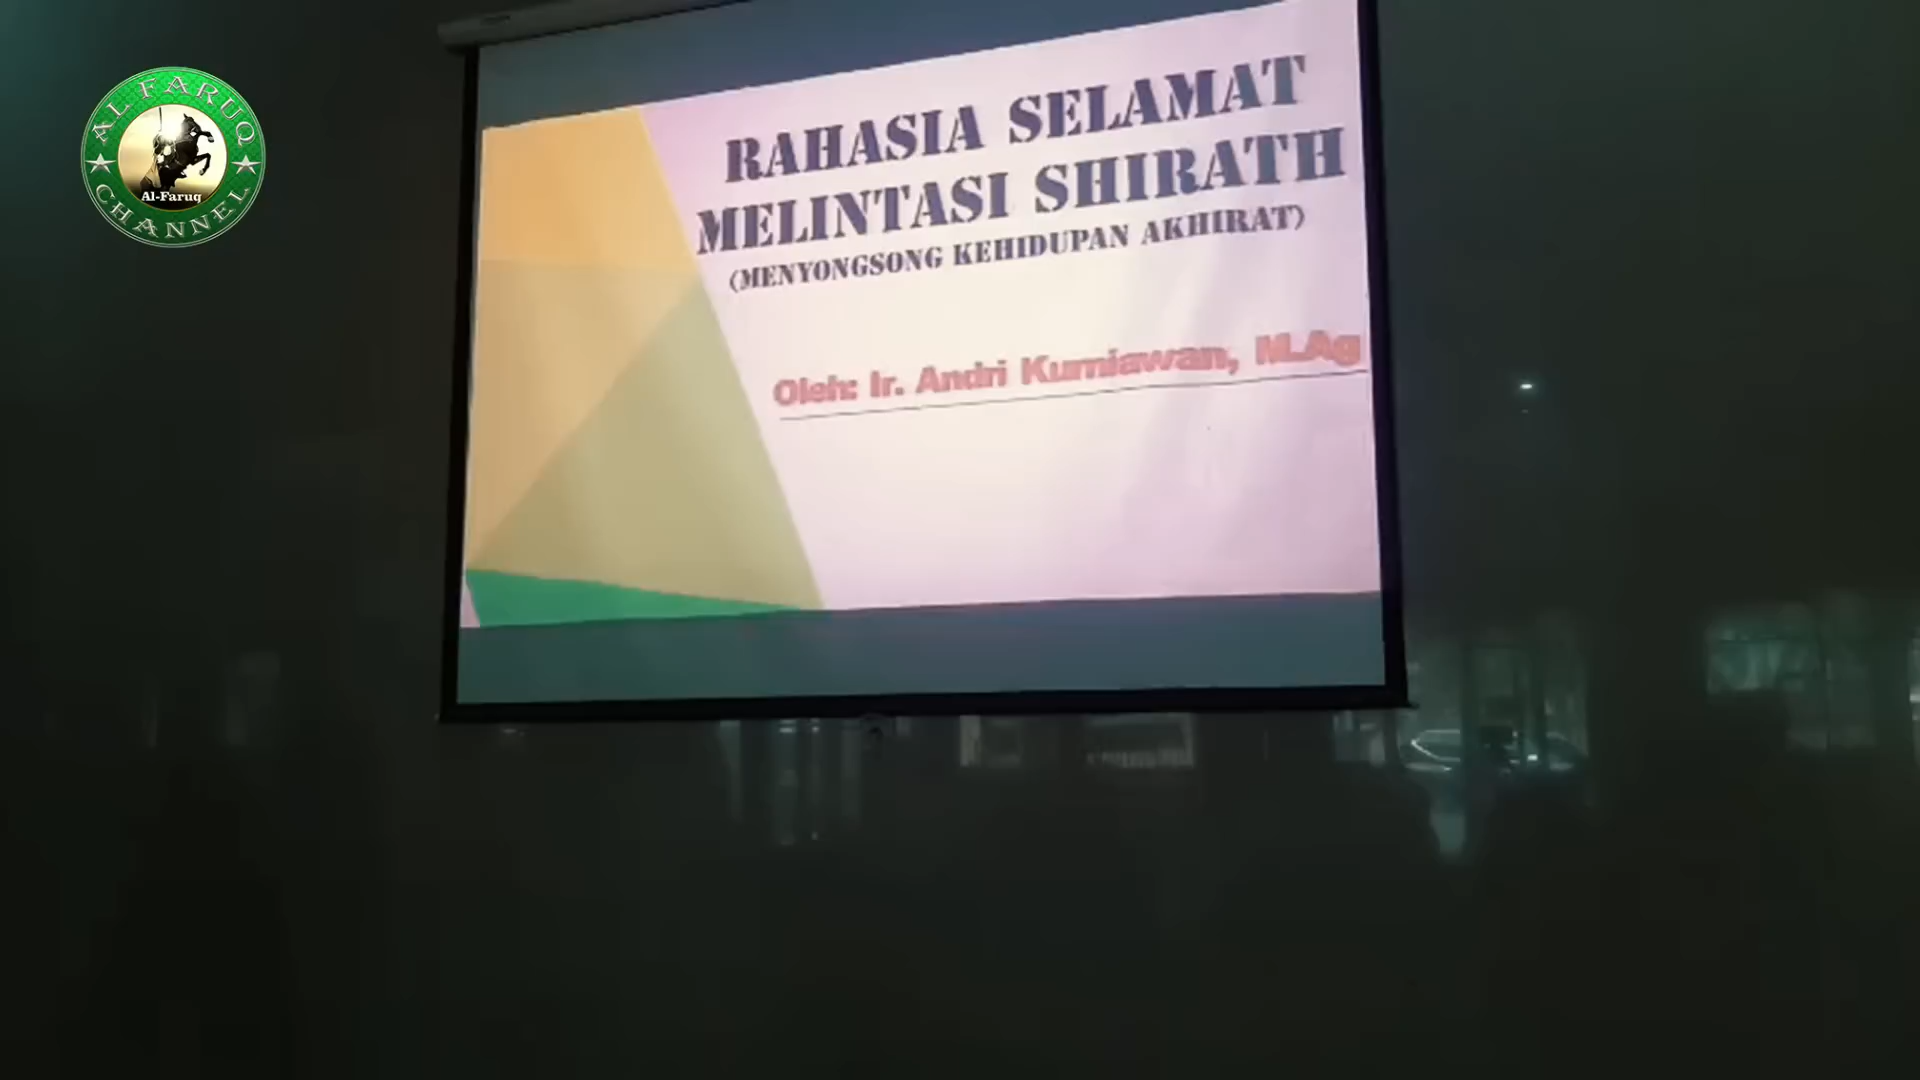 AL FARUQ
Al-Faruq
CHANNEL
RAHASIA SELAMAT
MELINTASI SHIRATH
(MENYONGSONG KEHIDUPAN AKHIRAT)
Oleh: Ir. Andri Kurniawan, M.Ag